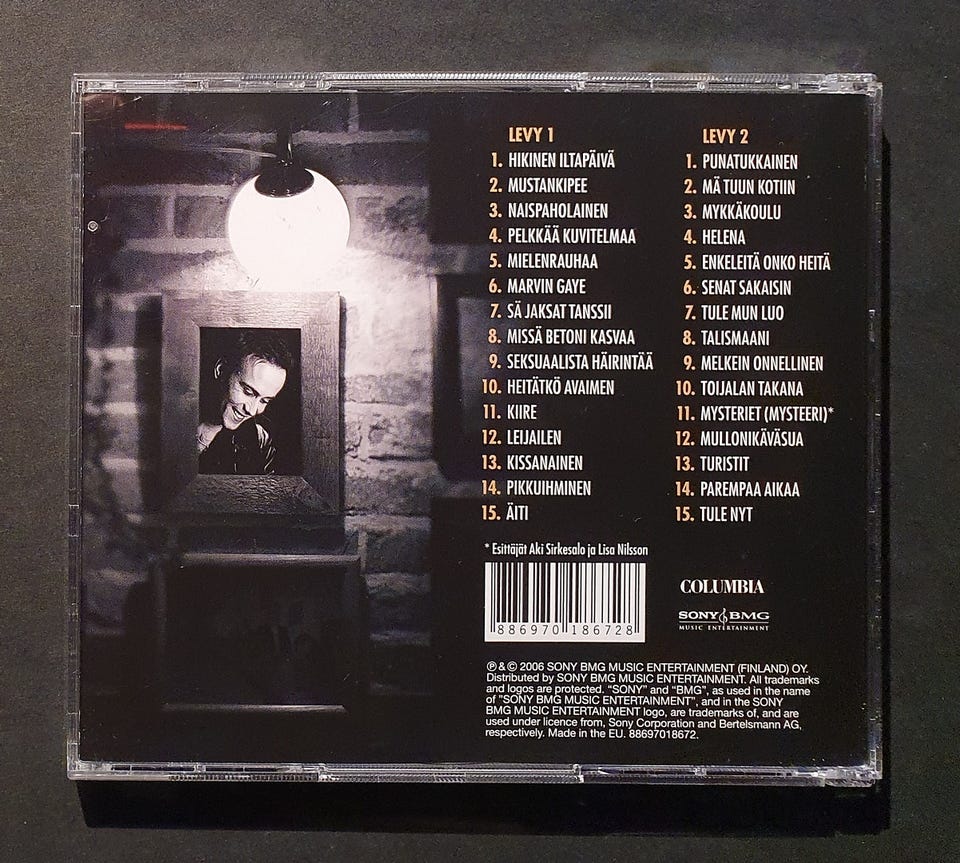 LEVY 1
1. HIKINEN ILTAPÄIVÄ
2. MUSTANKIPEE
3. NAISPAHOLAINEN
4. PELKKÄÄ KUVITELMAA
5. MIELENRAUHAA
6. MARVIN GAYE
7. SÄ JAKSAT TANSSII
8. MISSÄ BETONI KASVAA
9. SEKSUAALISTA HÄIRINTÄÄ
10. HEITÄTKÖ AVAIMEN
11. KIIRE
12. LEIJAILEN
13. KISSANAINEN
14. PIKKUIHMINEN
15. ÄITI
LEVY 2
1. PUNATUKKAINEN
2. MÄ TUUN KOTIIN
3. MYKKÄKOULU
4. HELENA
5. ENKELEITÄ ONKO HEITÄ
6. SENAT SAKAISIN
7. TULE MUN LUO
8. TALISMAANI
9. MELKEIN ONNELLINEN
10. TOIJALAN TAKANA
11. MYSTERIET (MYSTEERI)*
12. MULLONIKÄVÄSUA
13. TURISTIT
14. PAREMPAA AIKAA
15. TULE NYT
* Esittäjät Aki Sirkesalo ja Lisa Nilsson
8 86970 186728
COLUMBIA
SONY BMG
MUSIC ENTERTAINMENT
℗ & © 2006 SONY BMG MUSIC ENTERTAINMENT (FINLAND) OY.
Distributed by SONY BMG MUSIC ENTERTAINMENT. All trademarks
and logos are protected. "SONY" and "BMG", as used in the name
of "SONY BMG MUSIC ENTERTAINMENT", and in the SONY
BMG MUSIC ENTERTAINMENT logo, are trademarks of, and are
used under licence from, Sony Corporation and Bertelsmann AG,
respectively. Made in the EU. 88697018672.